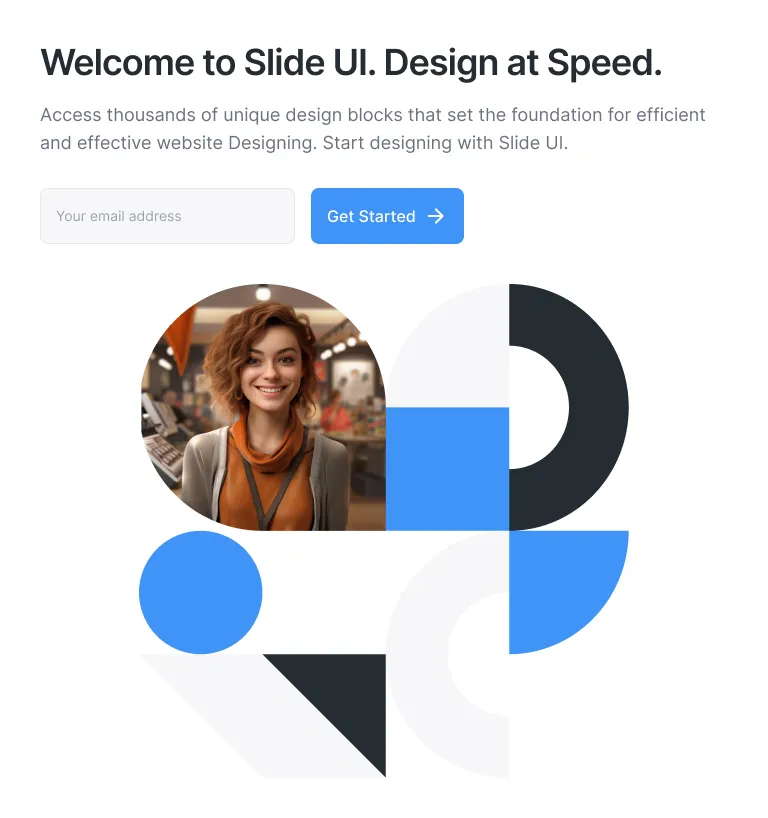 Welcome to Slide UI. Design at Speed.
Access thousands of unique design blocks that set the foundation for efficient
and effective website Designing. Start designing with Slide UI.
Your email address
Get Started